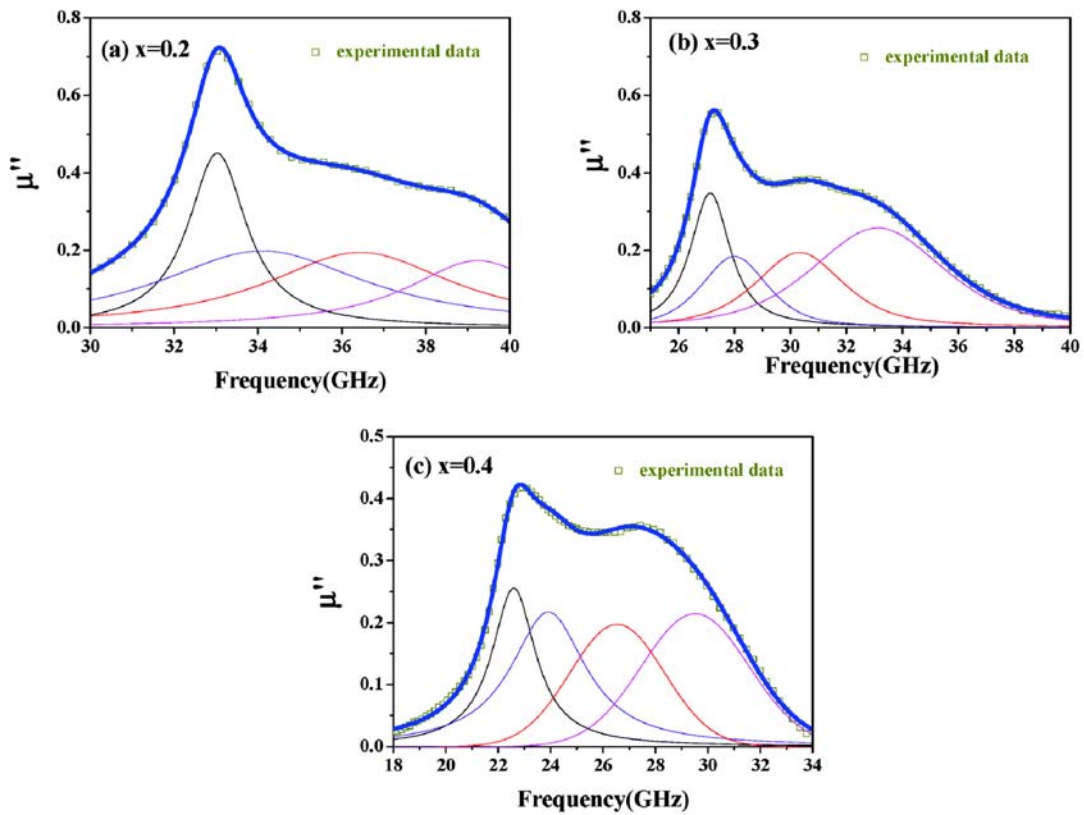 (a) x=0.2
experimental data
0.8
0.6
0.4
0.2
0.0
μ''
30 32 34 36 38 40
Frequency(GHz)
(b) x=0.3
experimental data
0.8
0.6
0.4
0.2
0.0
μ''
26 28 30 33 35 38 40
Frequency(GHz)
(c) x=0.4
experimental data
0.5
0.4
0.3
0.2
0.1
0.0
μ''
18 20 22 24 26 28 30 32 34
Frequency(GHz)